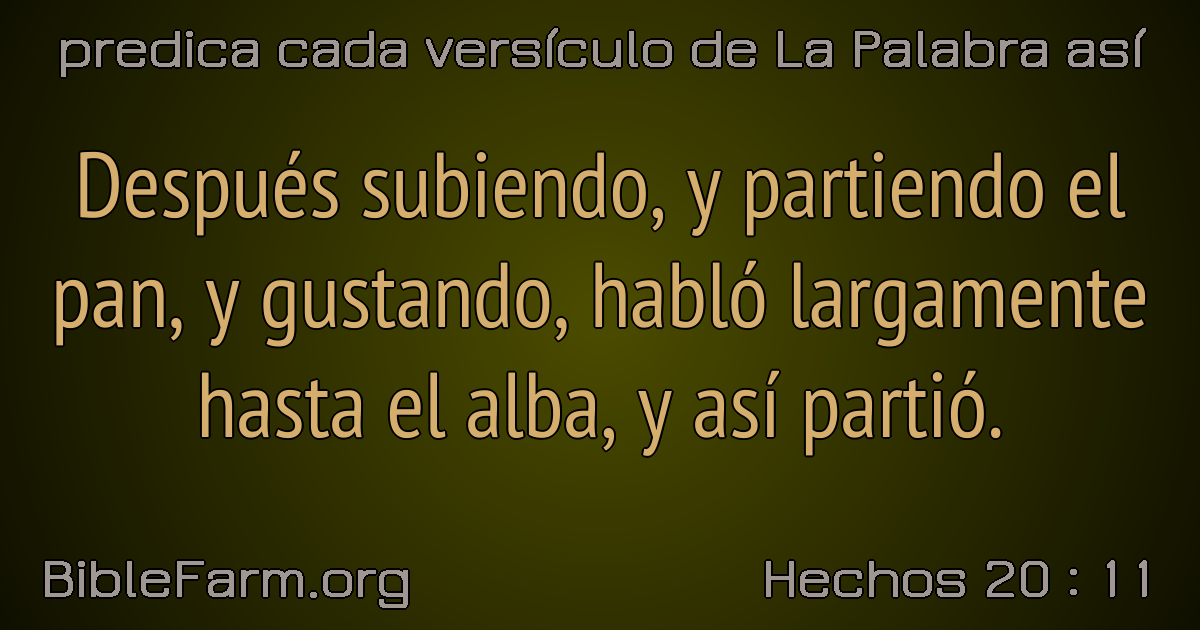 predica cada versículo de La Palabra así
Después subiendo, y partiendo el
pan, y gustando, habló largamente
hasta el alba, y así partió.
BibleFarm.org
Hechos 20 : 11